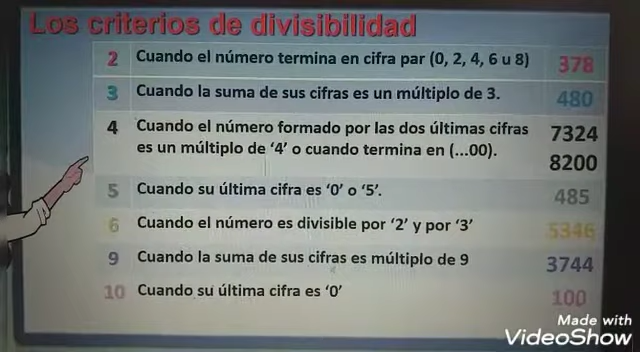 Los criterios de divisibilidad
2 Cuando el número termina en cifra par (0, 2, 4, 6 u 8) 378
3 Cuando la suma de sus cifras es un múltiplo de 3. 480
4 Cuando el número formado por las dos últimas cifras 7324
es un múltiplo de '4' o cuando termina en (...00). 8200
5 Cuando su última cifra es '0' o '5'. 485
6 Cuando el número es divisible por '2' y por '3' 5346
9 Cuando la suma de sus cifras es múltiplo de 9 3744
10 Cuando su última cifra es '0' 100
Made with
VideoShow